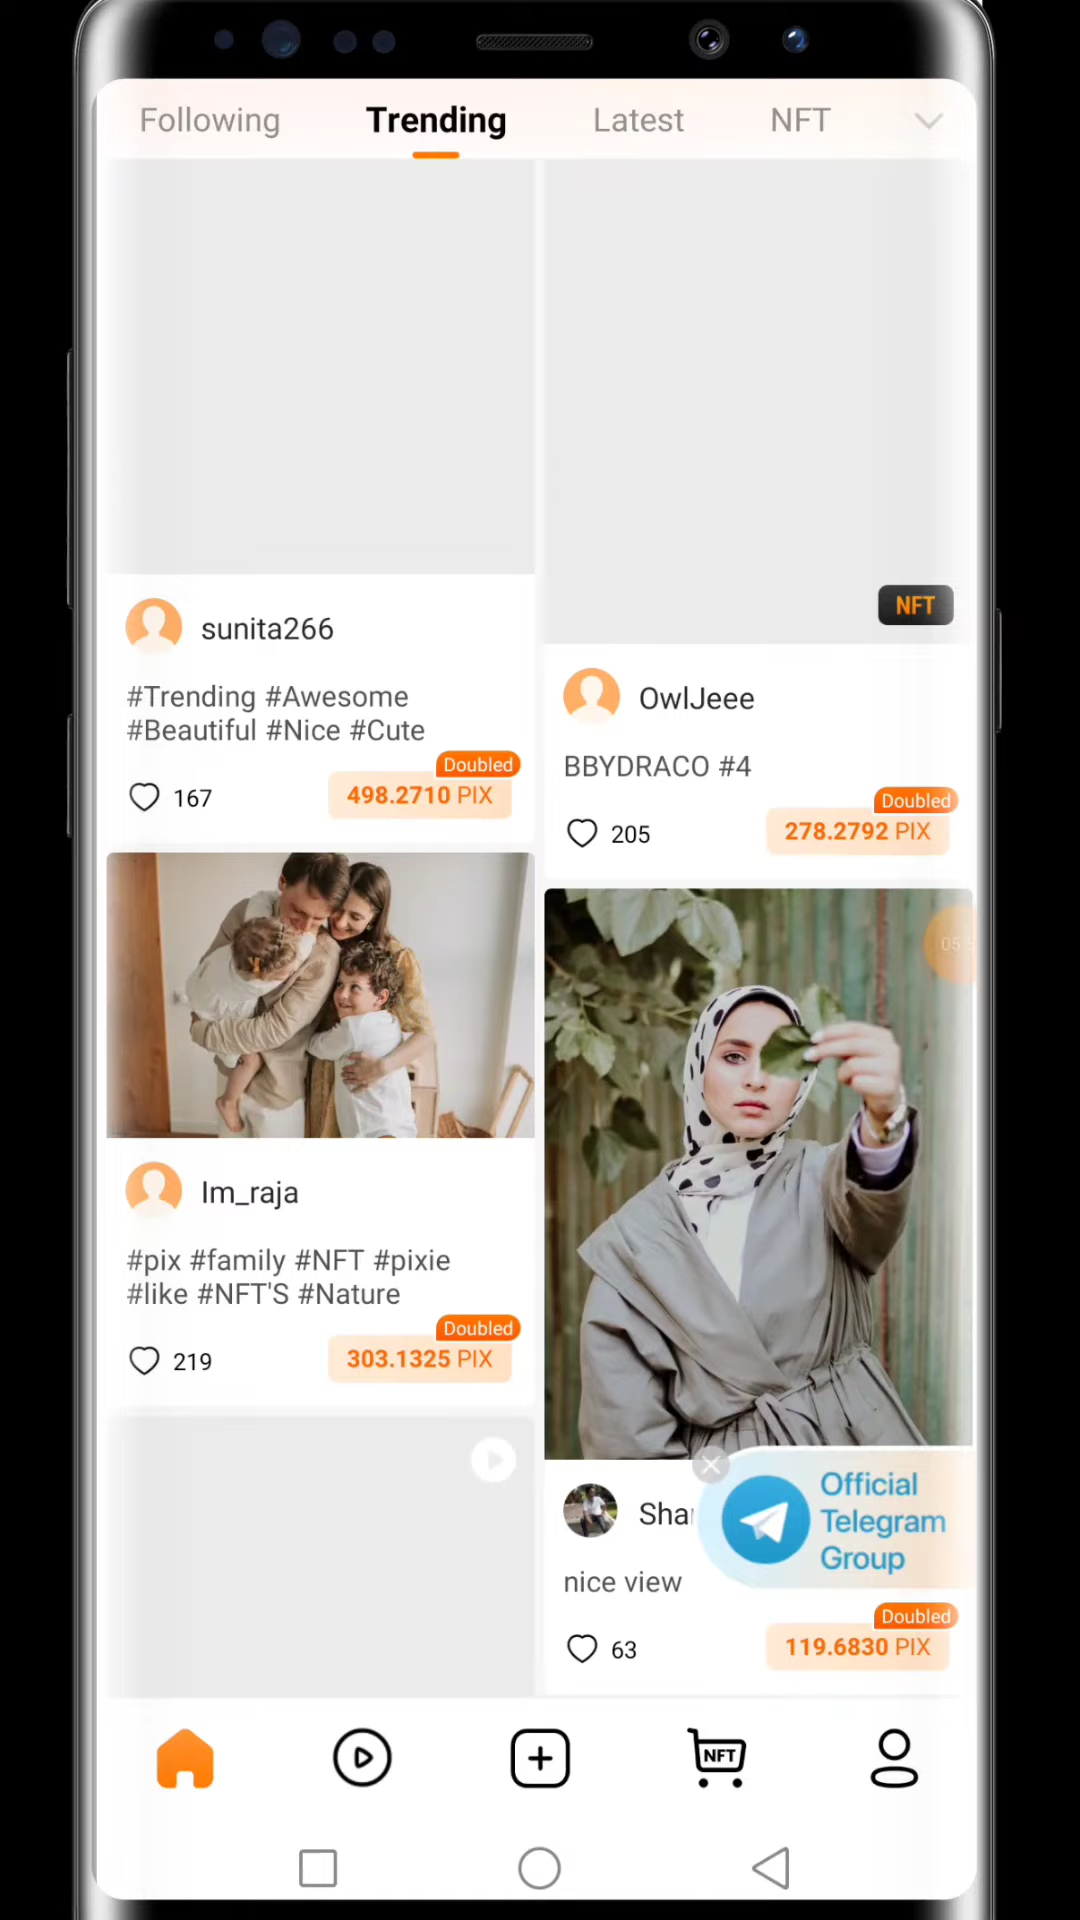 Following
Trending
Latest
NFT
sunita266
#Trending #Awesome
#Beautiful #Nice #Cute
Doubled
167
498.2710 PIX
NFT
OwlJeee
BBYDRACO #4
Doubled
205
278.2792 PIX
Im_raja
#pix #family #NFT #pixie
#like #NFT'S #Nature
Doubled
219
303.1325 PIX
Official
Telegram
Group
nice view
Doubled
63
119.6830 PIX
NFT